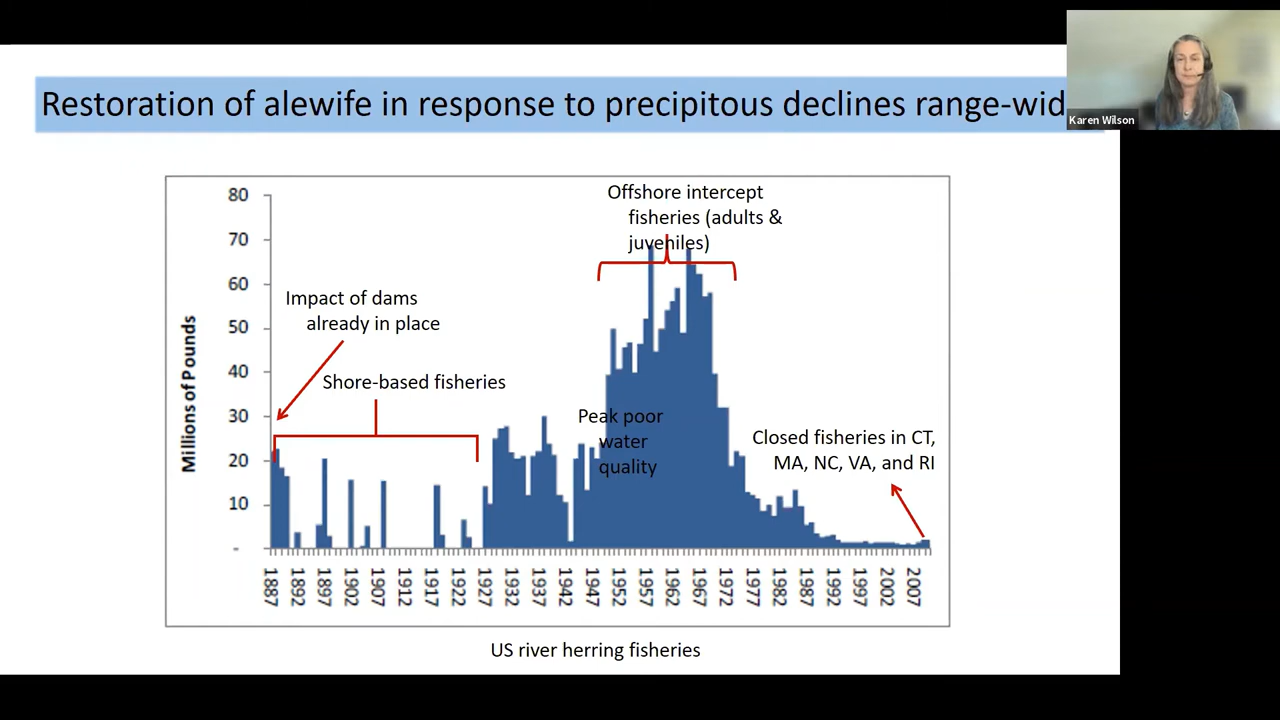 Restoration of alewife in response to precipitous declines range-wid
Karen Wilson
Offshore intercept
fisheries (adults &
juveniles)
Impact of dams
already in place
Shore-based fisheries
Peak poor
water
quality
Closed fisheries in CT,
MA, NC, VA, and RI
Millions of Pounds
80
70
60
50
40
30
20
10
-
1887 1892 1897 1902 1907 1912 1917 1922 1927 1932 1937 1942 1947 1952 1957 1962 1967 1972 1977 1982 1987 1992 1997 2002 2007
US river herring fisheries